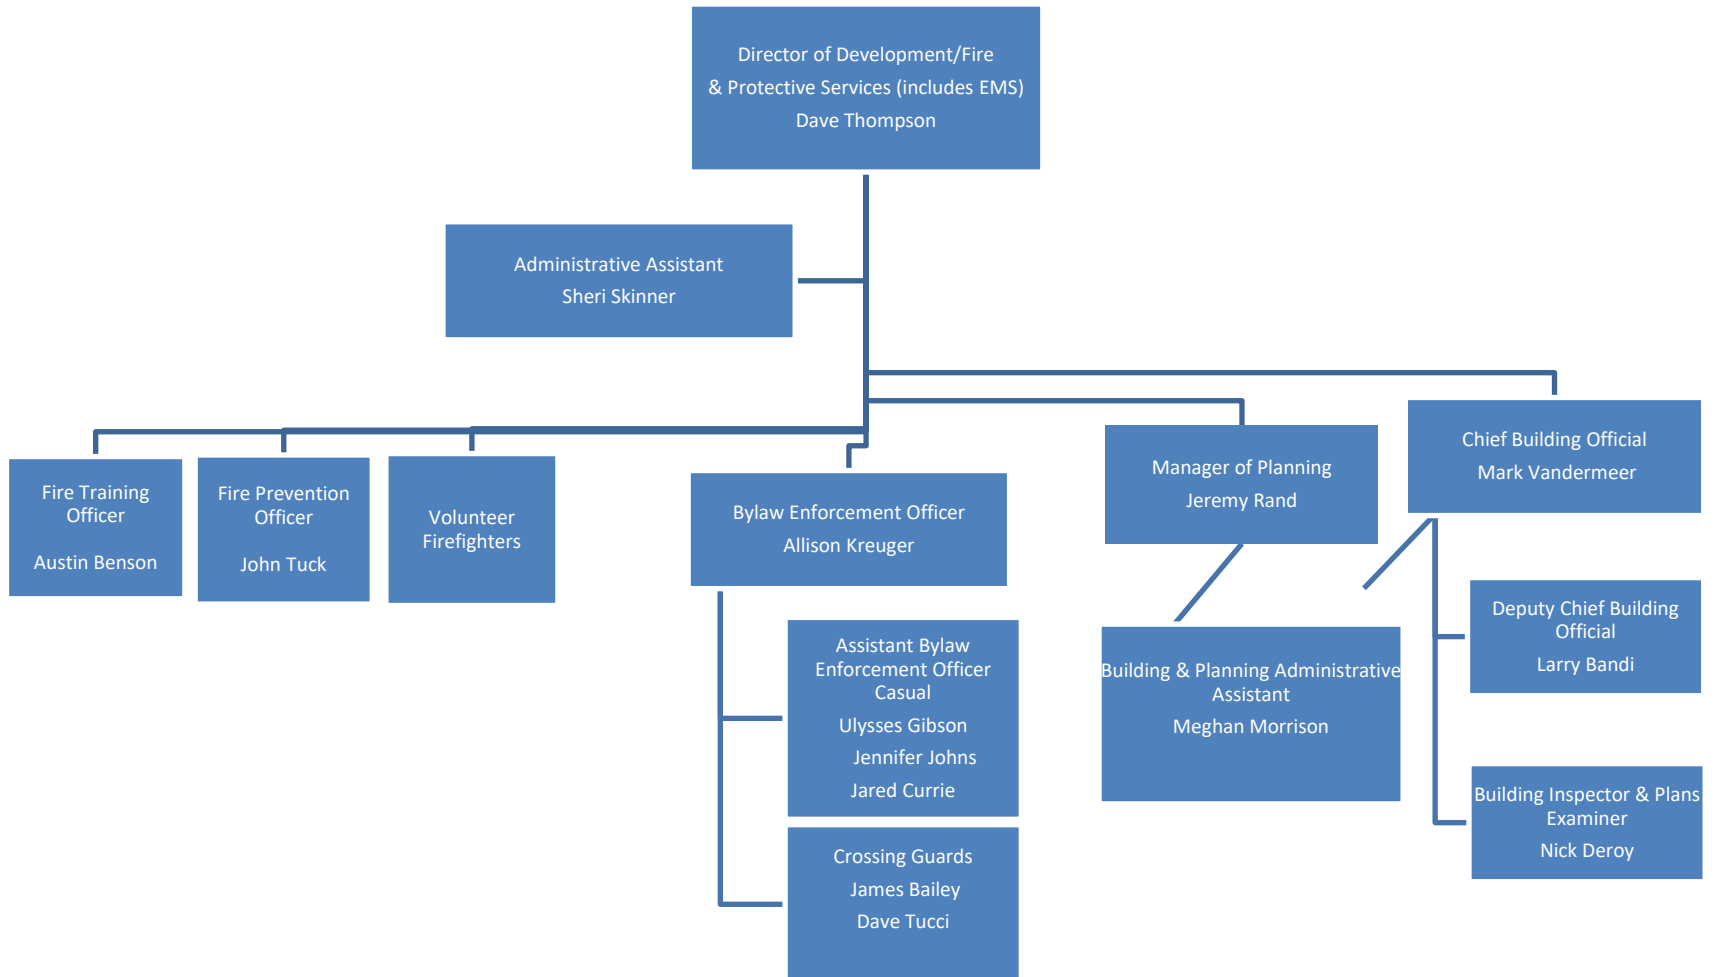 Director of Development/Fire
& Protective Services (includes EMS)
Dave Thompson
Administrative Assistant
Sheri Skinner
Fire Training
Officer
Austin Benson
Fire Prevention
Officer
John Tuck
Volunteer
Firefighters
Bylaw Enforcement Officer
Allison Kreuger
Manager of Planning
Jeremy Rand
Chief Building Official
Mark Vandermeer
Assistant Bylaw
Enforcement Officer
Casual
Ulysses Gibson
Jennifer Johns
Jared Currie
Crossing Guards
James Bailey
Dave Tucci
Building & Planning Administrative
Assistant
Meghan Morrison
Deputy Chief Building
Official
Larry Bandi
Building Inspector & Plans
Examiner
Nick Deroy